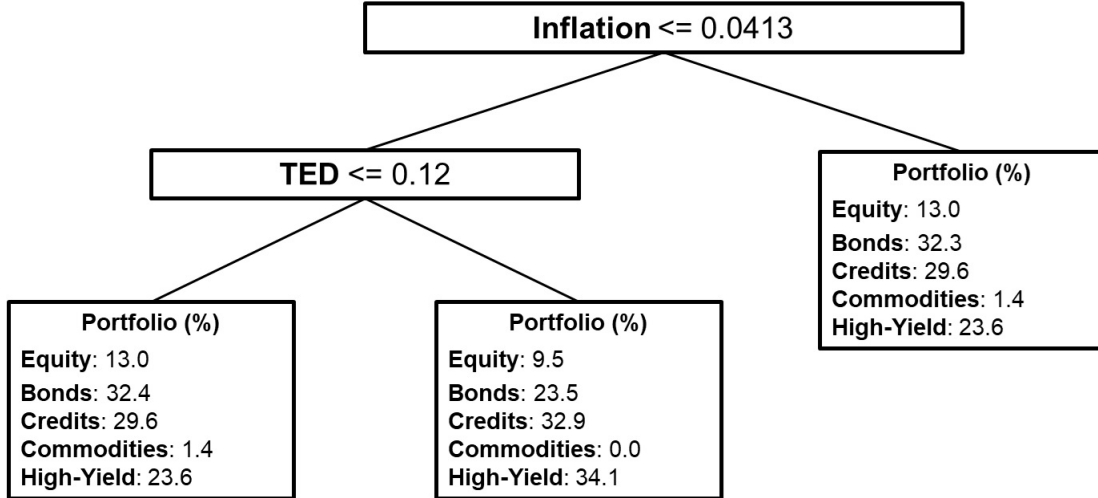 Inflation <= 0.0413
TED <= 0.12
Portfolio (%)
Equity: 13.0
Bonds: 32.3
Credits: 29.6
Commodities: 1.4
High-Yield: 23.6
Portfolio (%)
Equity: 13.0
Bonds: 32.4
Credits: 29.6
Commodities: 1.4
High-Yield: 23.6
Portfolio (%)
Equity: 9.5
Bonds: 23.5
Credits: 32.9
Commodities: 0.0
High-Yield: 34.1